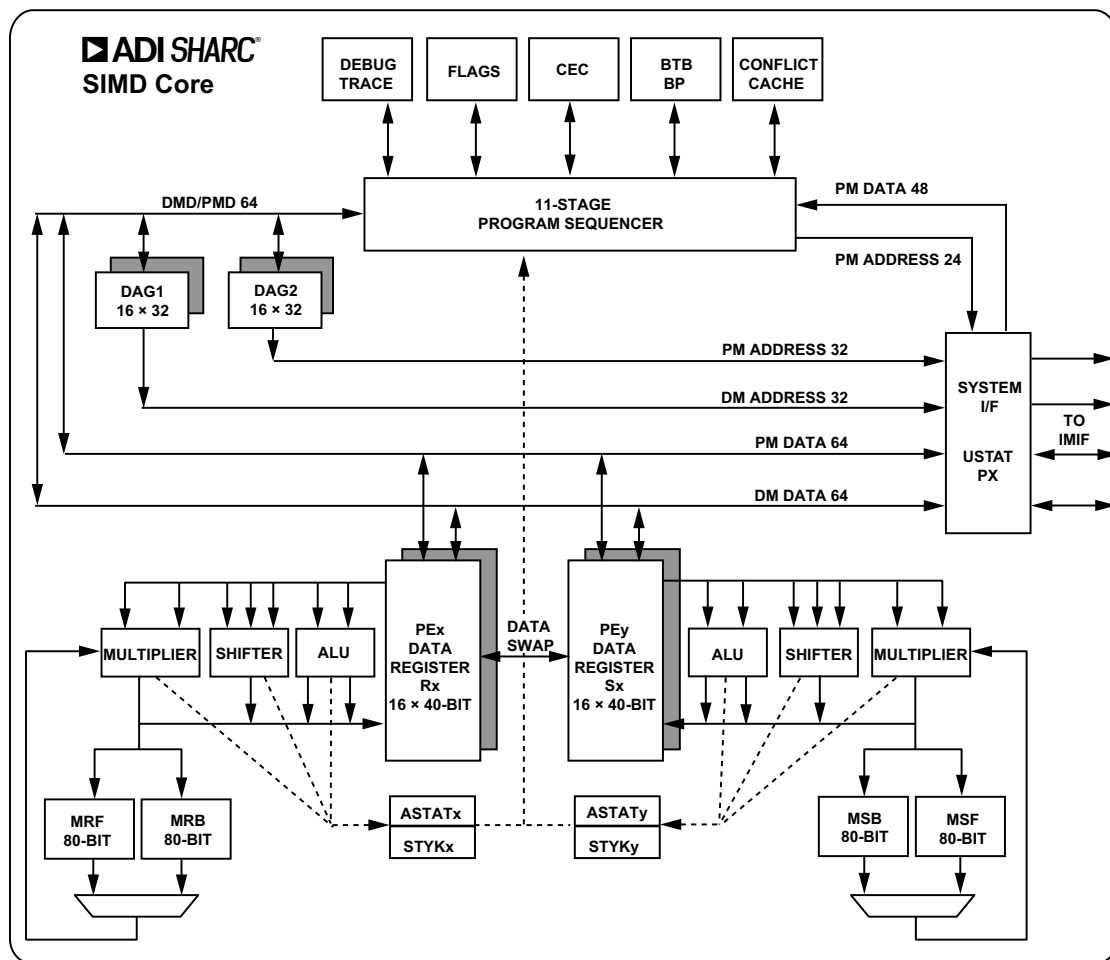 ADI SHARC®
SIMD Core
DEBUG
TRACE
FLAGS
CEC
BTB
BP
CONFLICT
CACHE
DMD/PMD 64
11-STAGE
PROGRAM SEQUENCER
PM DATA 48
PM ADDRESS 24
DAG1
16 × 32
DAG2
16 × 32
PM ADDRESS 32
DM ADDRESS 32
PM DATA 64
DM DATA 64
SYSTEM
I/F
USTAT
PX
TO
IMIF
MULTIPLIER
SHIFTER
ALU
PEx
DATA
REGISTER
Rx
16 × 40-BIT
DATA
SWAP
PEy
DATA
REGISTER
Sx
16 × 40-BIT
ALU
SHIFTER
MULTIPLIER
MRF
80-BIT
MRB
80-BIT
ASTATx
STYKx
ASTATy
STYKy
MSB
80-BIT
MSF
80-BIT